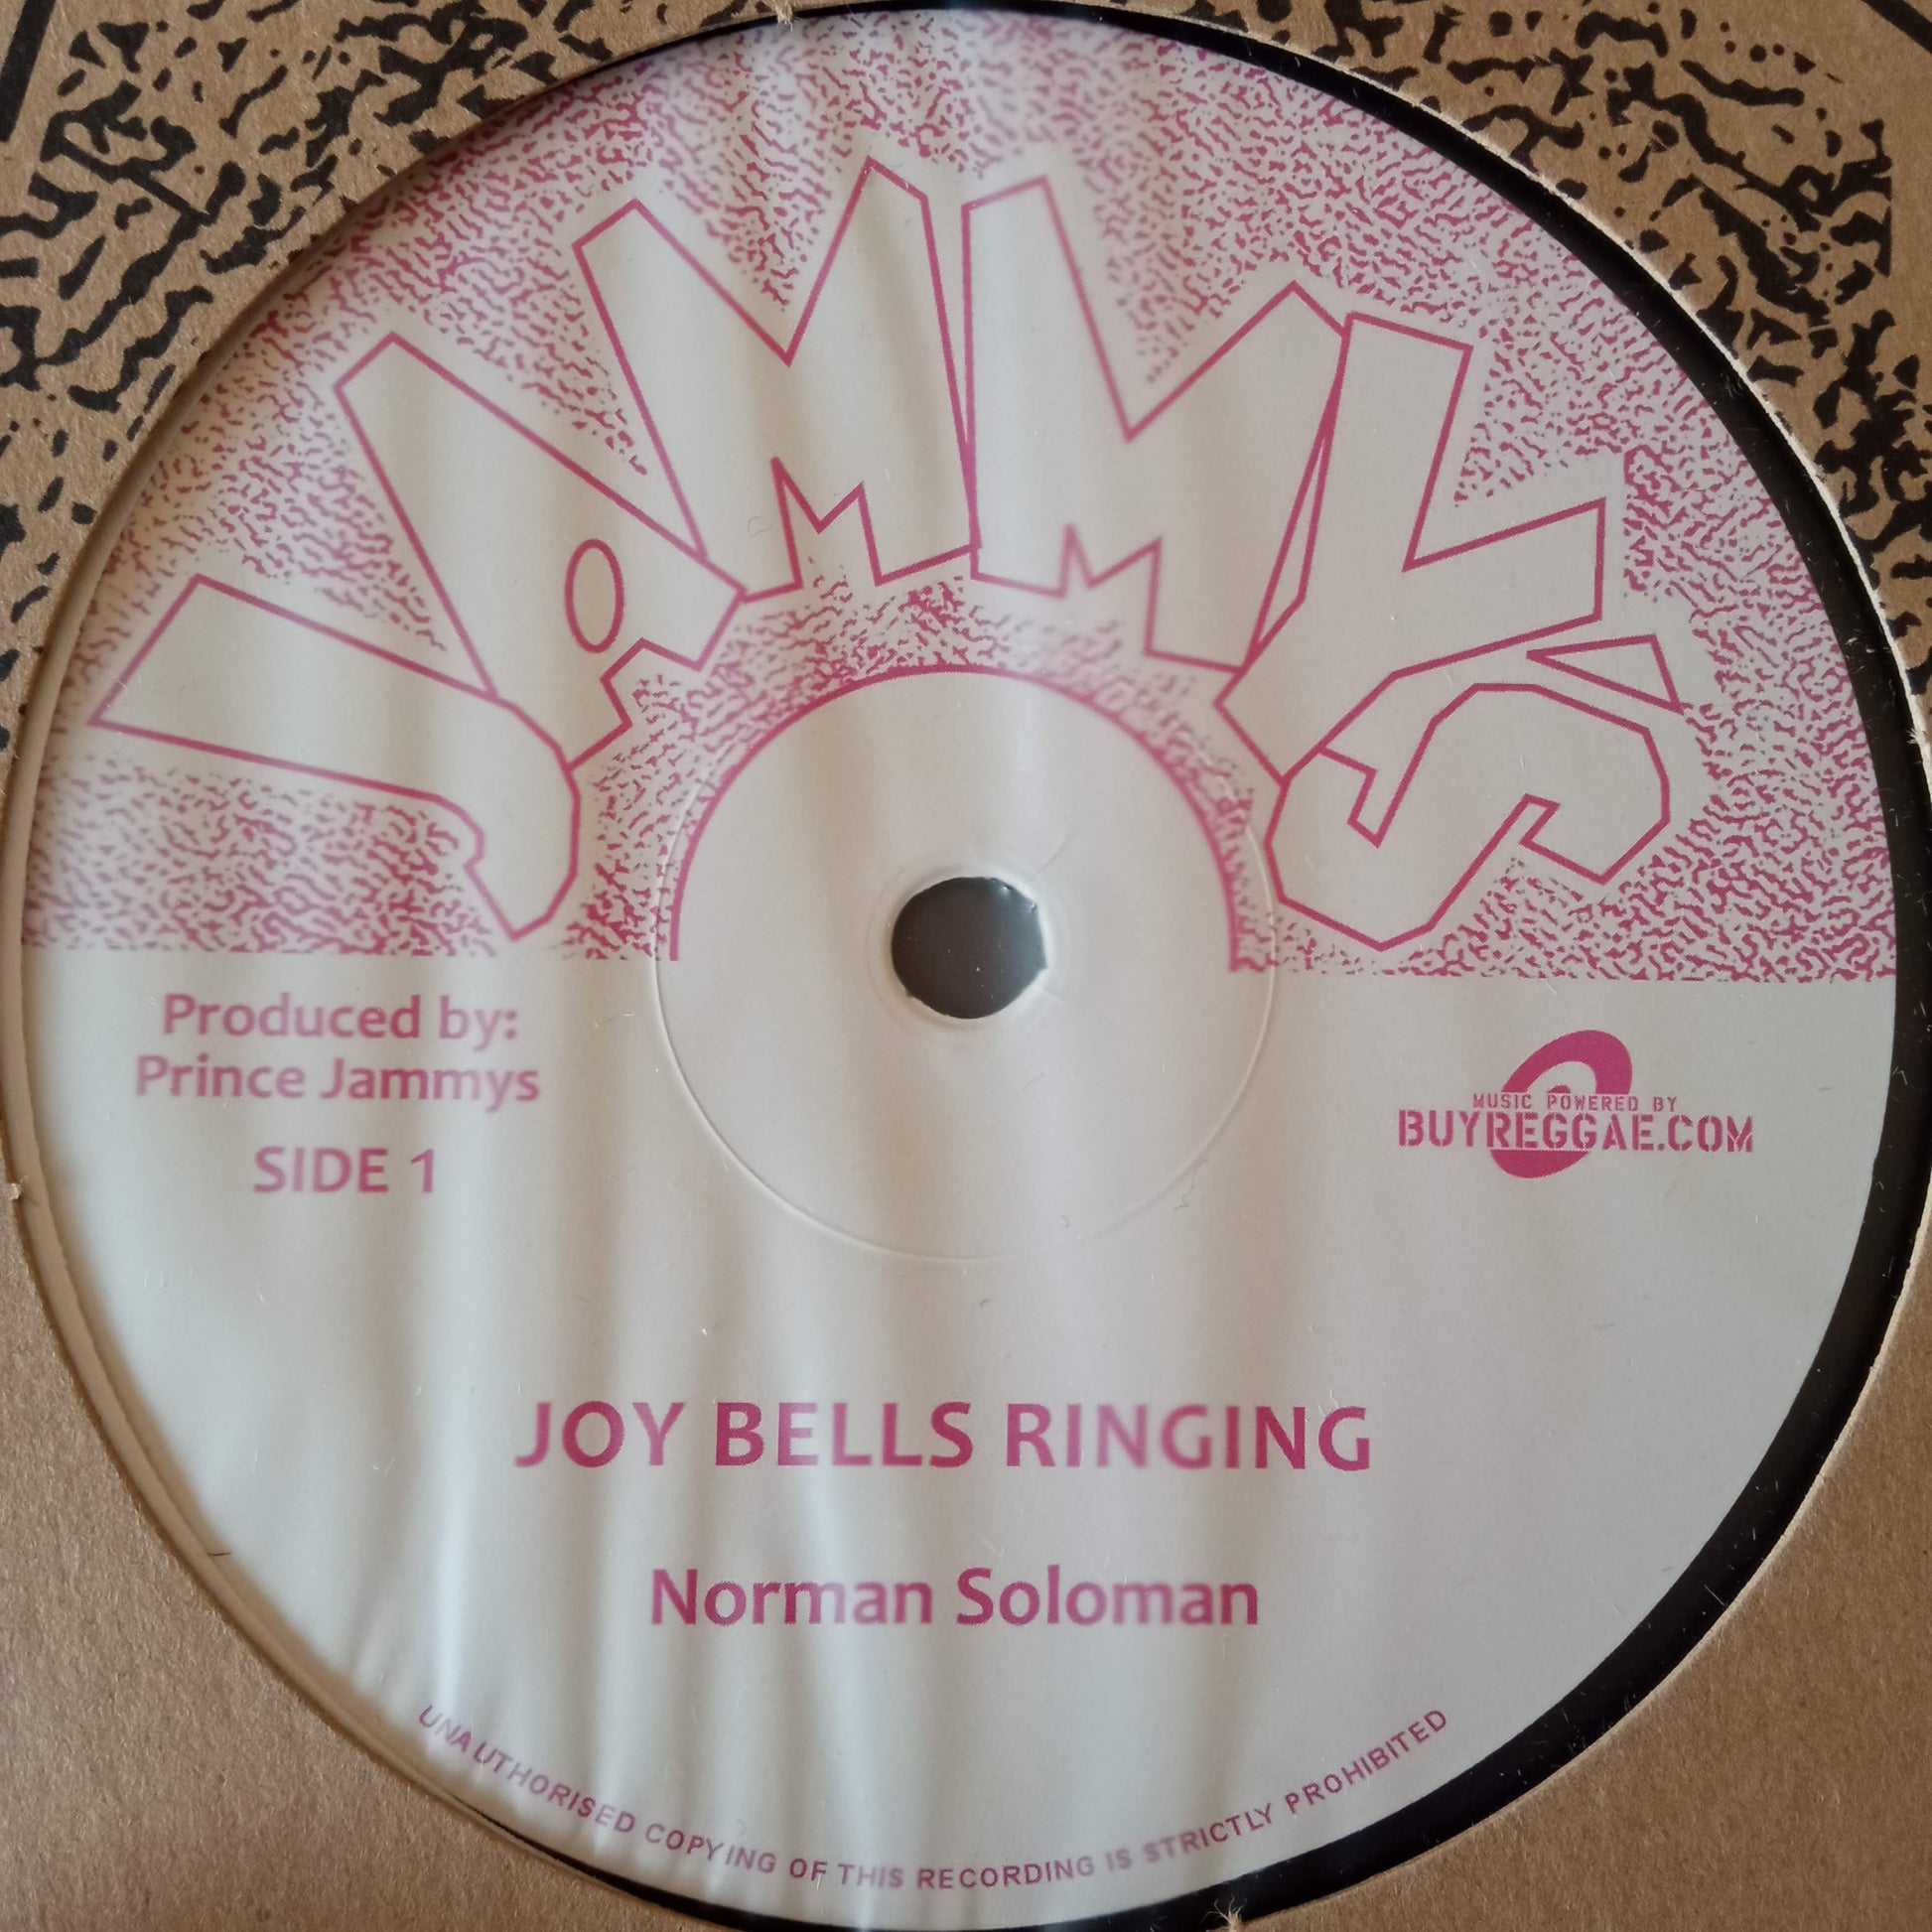 JAMMY'S
Produced by:
Prince Jammys
SIDE 1
MUSIC POWERED BY
BUYREGGAE.COM
JOY BELLS RINGING
Norman Soloman
UNAUTHORISED COPYING OF THIS RECORDING IS STRICTLY PROHIBITED